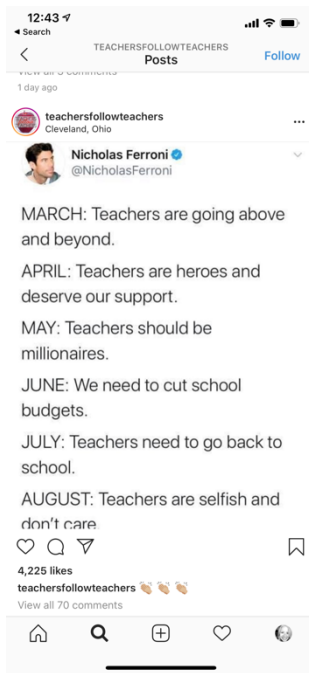 12:43
Search
TEACHERSFOLLOWTEACHERS
Posts
Follow
1 day ago
teachersfollowteachers
Cleveland, Ohio
Nicholas Ferroni
@NicholasFerroni
MARCH: Teachers are going above
and beyond.
APRIL: Teachers are heroes and
deserve our support.
MAY: Teachers should be
millionaires.
JUNE: We need to cut school
budgets.
JULY: Teachers need to go back to
school.
AUGUST: Teachers are selfish and
don't care
4,225 likes
teachersfollowteachers 👏🏼 👏🏼 👏🏼
View all 70 comments